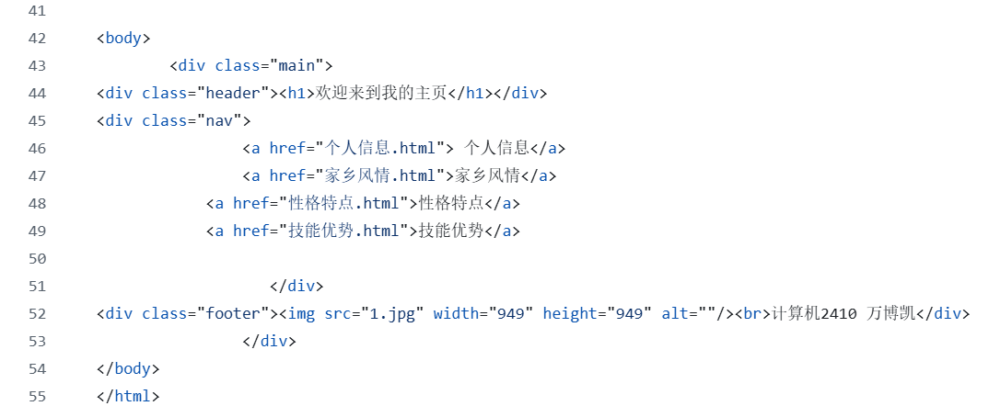 41
42 <body>
43 <div class="main">
44 <div class="header"><h1>欢迎来到我的主页</h1></div>
45 <div class="nav">
46 <a href="个人信息.html"> 个人信息</a>
47 <a href="家乡风情.html">家乡风情</a>
48 <a href="性格特点.html">性格特点</a>
49 <a href="技能优势.html">技能优势</a>
50
51 </div>
52 <div class="footer"><img src="1.jpg" width="949" height="949" alt=""/><br>计算机2410 万博凯</div>
53 </div>
54 </body>
55 </html>